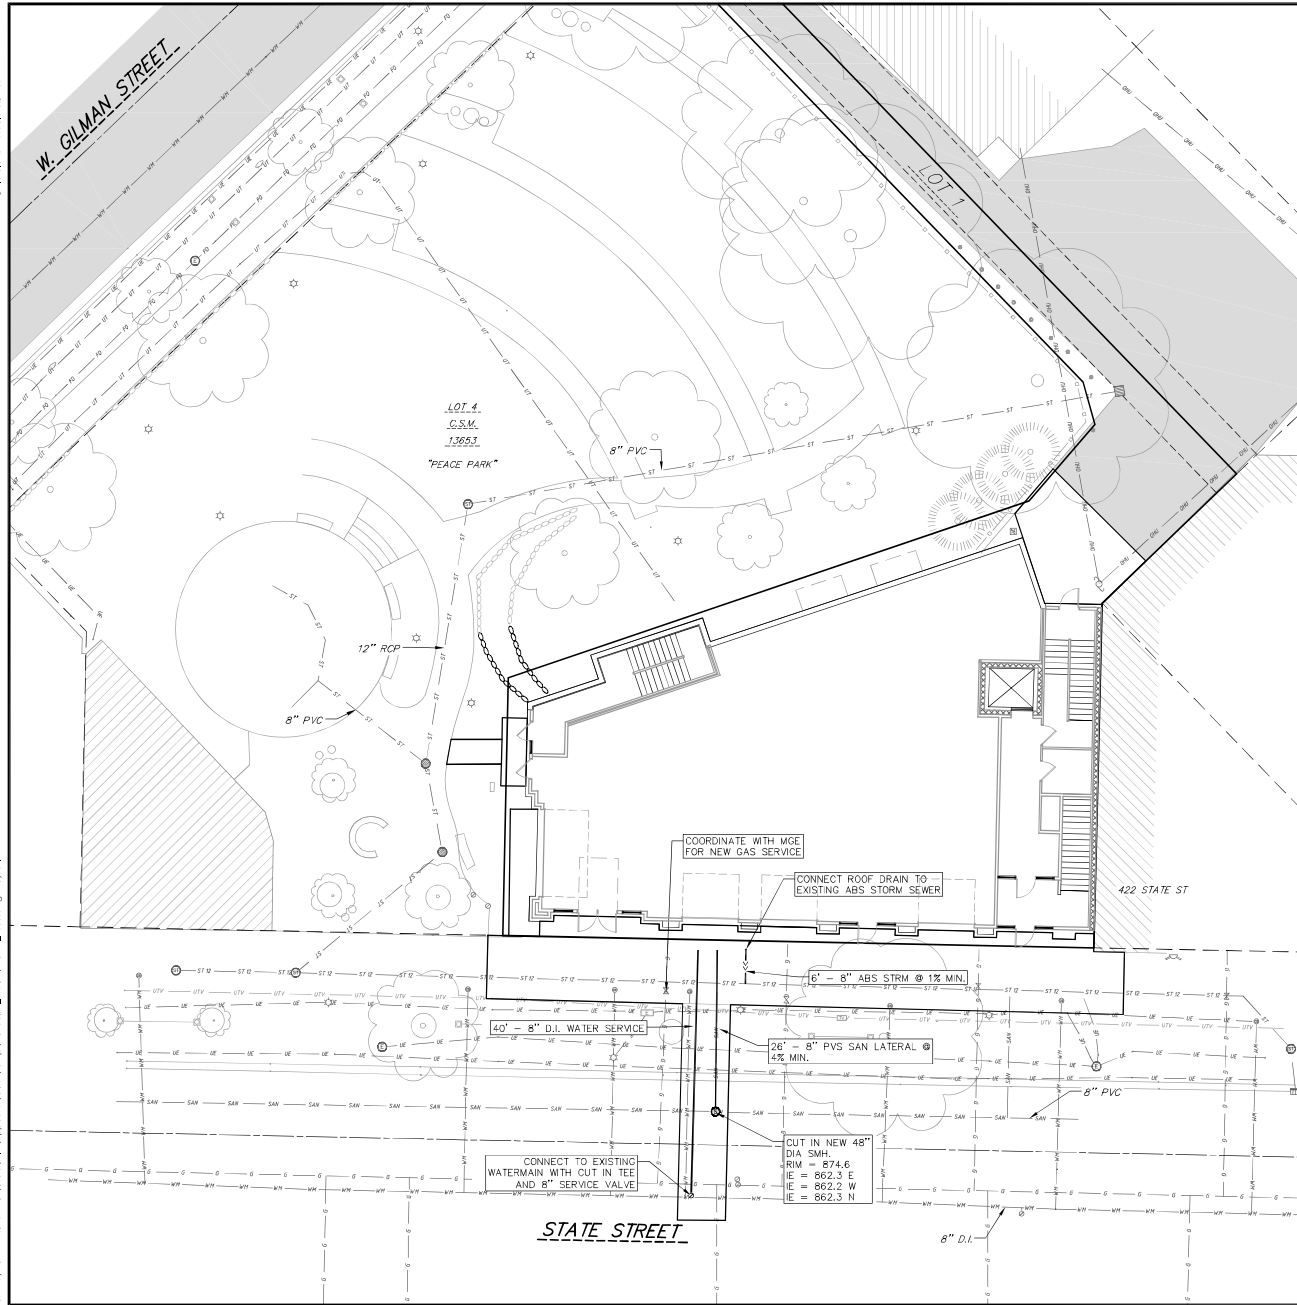 W. GILMAN STREET
LOT 1
LOT 4
C.S.M.
13653
"PEACE PARK"
8" PVC
12" RCP
8" PVC
COORDINATE WITH MGE
FOR NEW GAS SERVICE
CONNECT ROOF DRAIN TO
EXISTING ABS STORM SEWER
422 STATE ST
6' - 8" ABS STRM @ 1% MIN.
40' - 8" D.I. WATER SERVICE
26' - 8" PVS SAN LATERAL @
4% MIN.
8" PVC
CUT IN NEW 48"
DIA SMH.
RIM = 874.6
IE = 862.3 E
IE = 862.2 W
IE = 862.3 N
CONNECT TO EXISTING
WATERMAIN WITH CUT IN TEE
AND 8" SERVICE VALVE
STATE STREET
8" D.I.